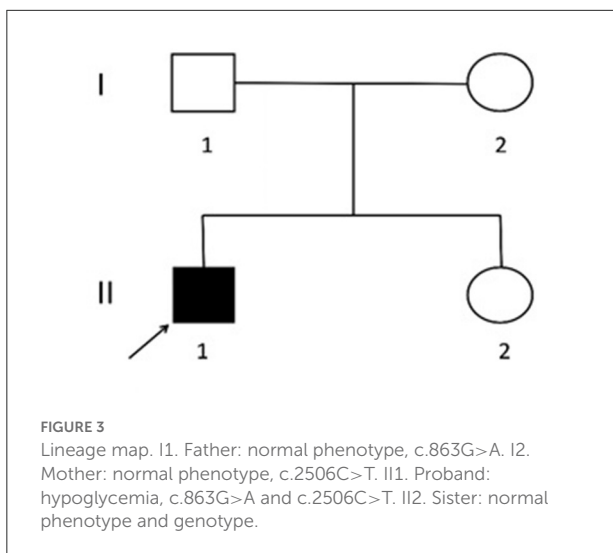 I
1
2
II
1
2
FIGURE 3
Lineage map. I1. Father: normal phenotype, c.863G>A. I2.
Mother: normal phenotype, c.2506C>T. II1. Proband:
hypoglycemia, c.863G>A and c.2506C>T. II2. Sister: normal
phenotype and genotype.